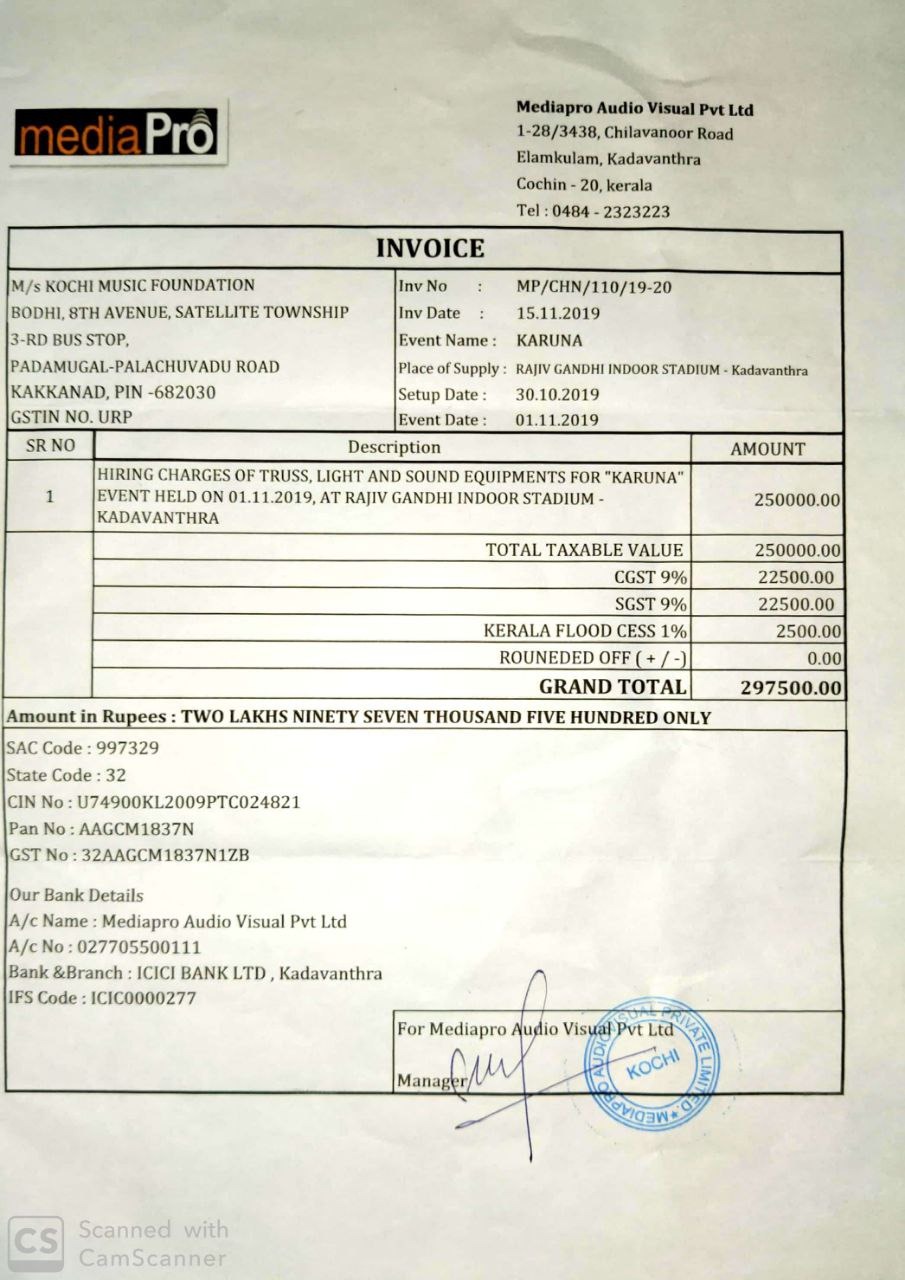 mediaPro
Mediapro Audio Visual Pvt Ltd
1-28/3438, Chilavanoor Road
Elamkulam, Kadavanthra
Cochin - 20, kerala
Tel : 0484 - 2323223
INVOICE
M/s KOCHI MUSIC FOUNDATION
BODHI, 8TH AVENUE, SATELLITE TOWNSHIP
3-RD BUS STOP,
PADAMUGAL-PALACHUVADU ROAD
KAKKANAD, PIN -682030
GSTIN NO. URP
Inv No : MP/CHN/110/19-20
Inv Date : 15.11.2019
Event Name : KARUNA
Place of Supply : RAJIV GANDHI INDOOR STADIUM - Kadavanthra
Setup Date : 30.10.2019
Event Date : 01.11.2019
SR NO Description AMOUNT
1 HIRING CHARGES OF TRUSS, LIGHT AND SOUND EQUIPMENTS FOR "KARUNA"
EVENT HELD ON 01.11.2019, AT RAJIV GANDHI INDOOR STADIUM - 250000.00
KADAVANTHRA
TOTAL TAXABLE VALUE 250000.00
CGST 9% 22500.00
SGST 9% 22500.00
KERALA FLOOD CESS 1% 2500.00
ROUNEDED OFF ( + / -) 0.00
GRAND TOTAL 297500.00
Amount in Rupees : TWO LAKHS NINETY SEVEN THOUSAND FIVE HUNDRED ONLY
SAC Code : 997329
State Code : 32
CIN No : U74900KL2009PTC024821
Pan No : AAGCM1837N
GST No : 32AAGCM1837N1ZB
Our Bank Details
A/c Name : Mediapro Audio Visual Pvt Ltd
A/c No : 027705500111
Bank &Branch : ICICI BANK LTD , Kadavanthra
IFS Code : ICIC0000277
For Mediapro Audio Visual Pvt Ltd
Manager
MEDIAPRO AUDIO VISUAL PRIVATE LIMITED ★
KOCHI
CS Scanned with
CamScanner